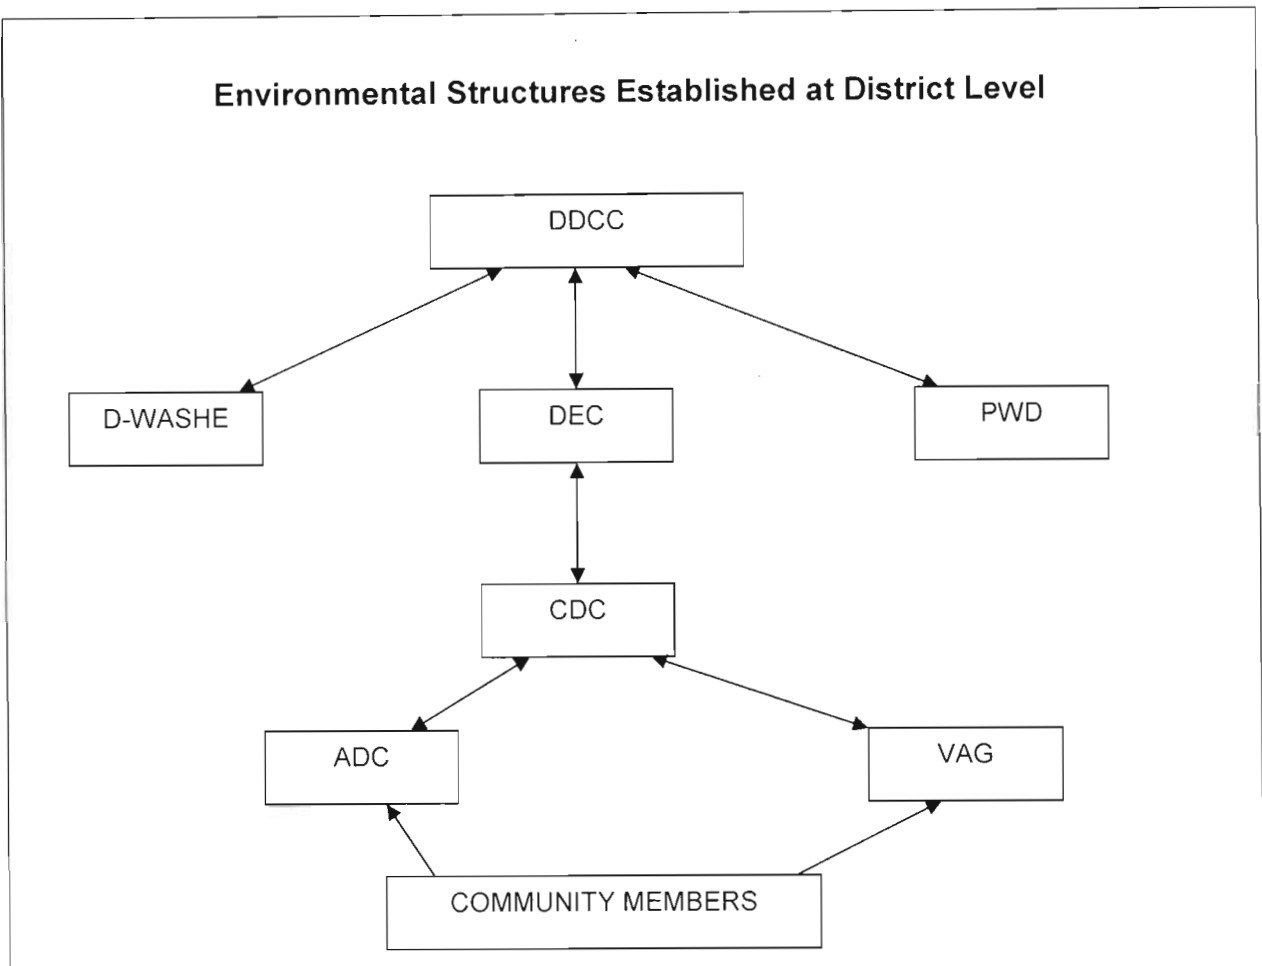 Environmental Structures Established at District Level
DDCC
D-WASHE
DEC
PWD
CDC
ADC
VAG
COMMUNITY MEMBERS